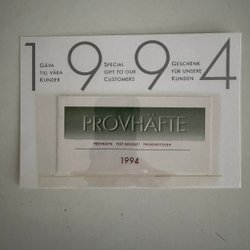 1994
GÅVA
TILL VÅRA
KUNDER
SPECIAL
GIFT TO OUR
CUSTOMERS
GESCHENK
FÜR UNSERE
KUNDEN
PROVHÄFTE
PROVHÄFTE TEST BOOKLET PROBENHEFTCHEN
1994